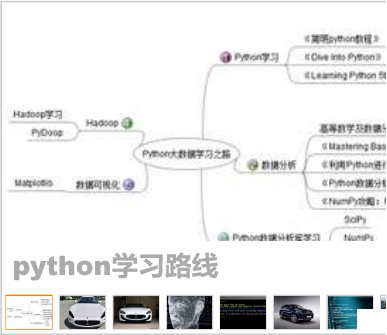 《简明python教程》
Python学习
《Dive Into Python》
《Learning Python St
Hadoop学习
Hadoop
PyDoop
Python大数据学习之路
高等数学及数据分
《Mastering Bas
数据分析
《利用Python进行
Matplotlib
数据可视化
《Python数据分
《NumPy攻略：
SciPy
Python数据分析室学习
NumPy
python学习路线